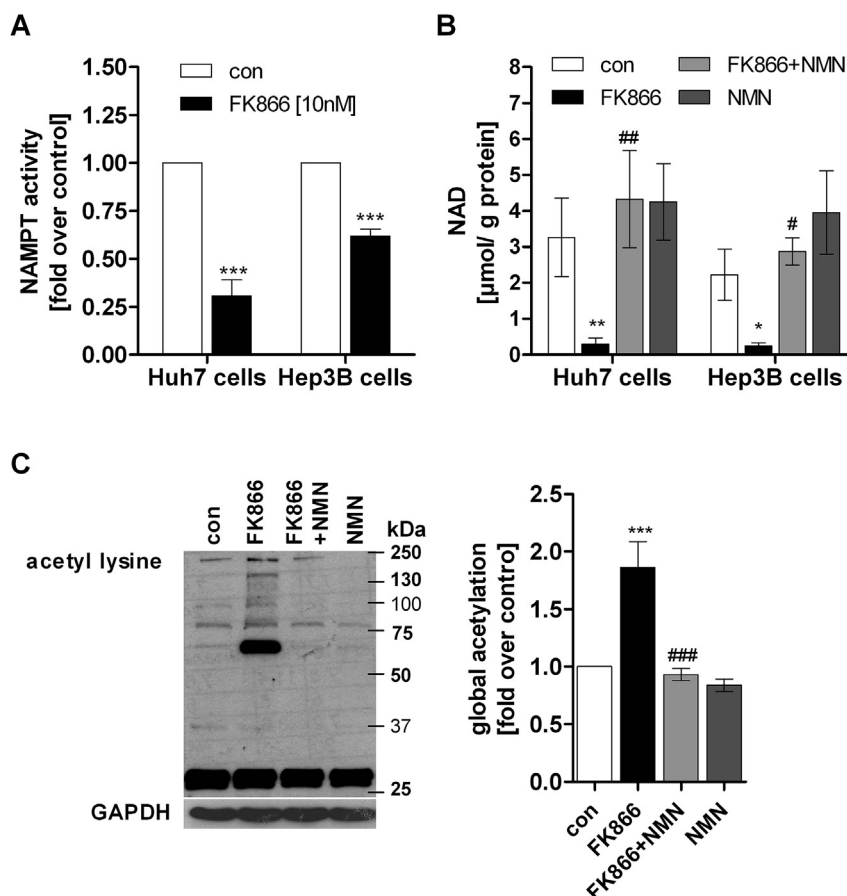 A
NAMPT activity
[fold over control]
1.50
1.25
1.00
0.75
0.50
0.25
0.00
con
FK866 [10nM]
***
***
Huh7 cells
Hep3B cells
B
NAD
[µmol/ g protein]
8
7
6
5
4
3
2
1
0
con
FK866
FK866+NMN
NMN
**
##
*
#
Huh7 cells
Hep3B cells
C
con
FK866
FK866
+NMN
NMN
kDa
acetyl lysine
250
130
100
75
50
37
25
GAPDH
global acetylation
[fold over control]
2.5
2.0
1.5
1.0
0.5
0.0
***
###
con
FK866
FK866+NMN
NMN